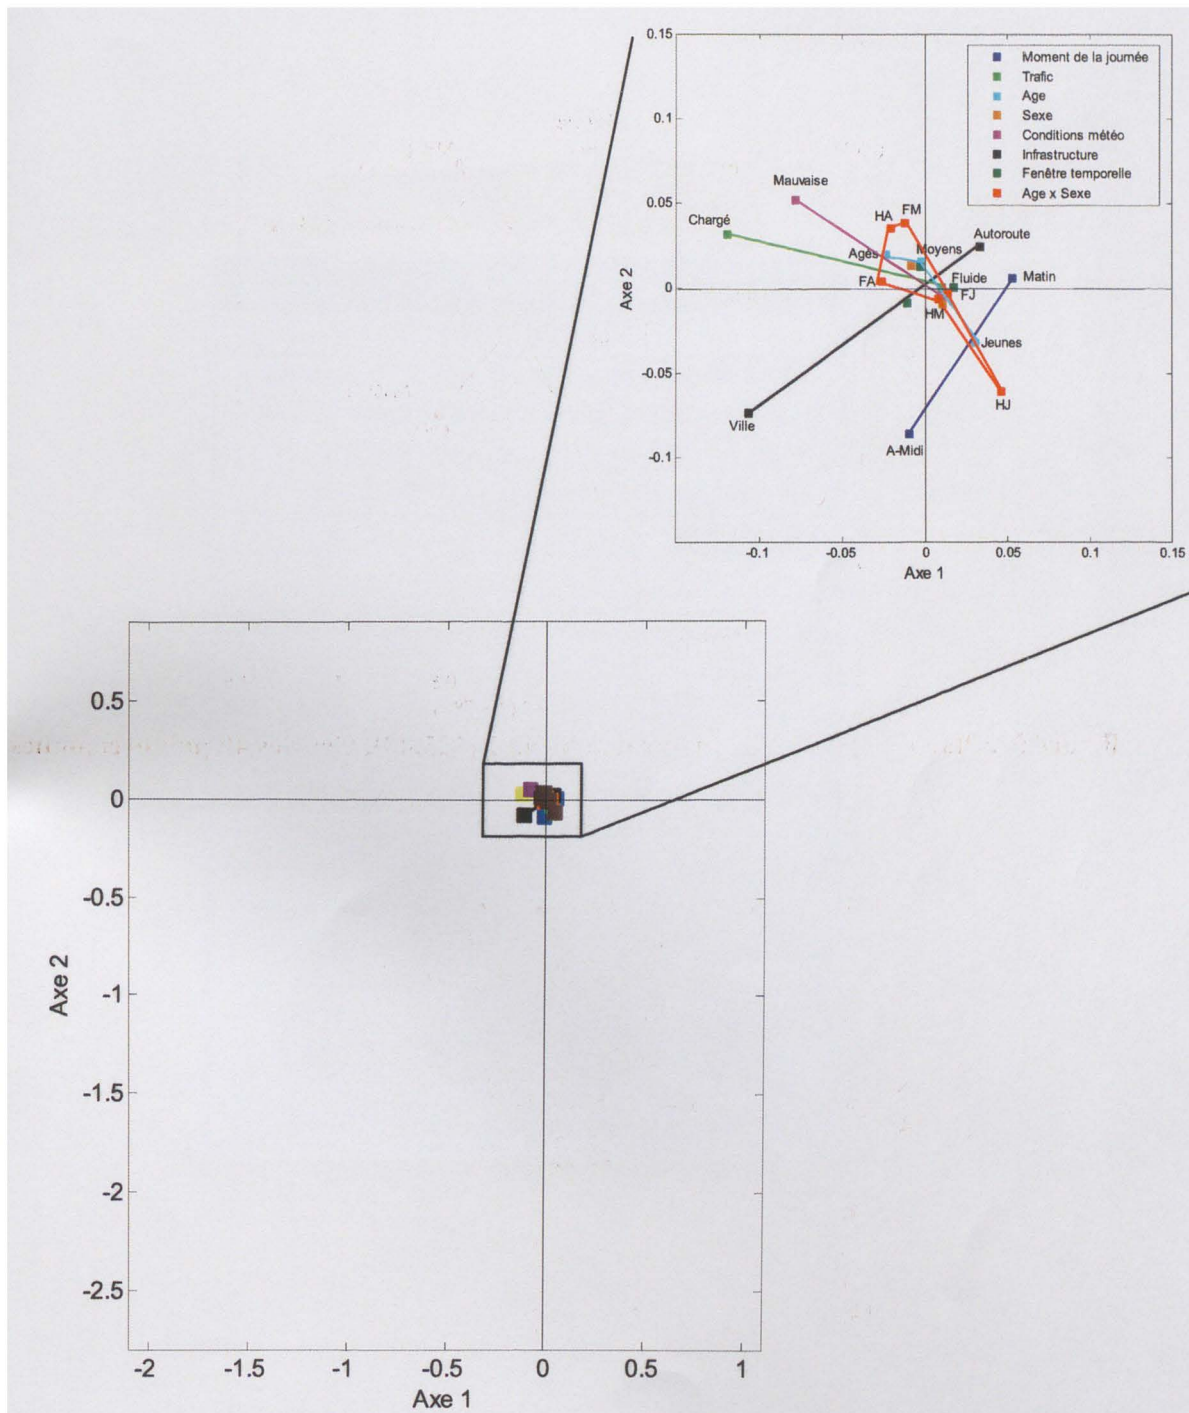 0.15
0.1
0.05
0
-0.05
-0.1
Axe 2
Moment de la journée
Trafic
Age
Sexe
Conditions météo
Infrastructure
Fenêtre temporelle
Age x Sexe
Mauvaise
HA
FM
Chargé
Autoroute
Agés
Moyens
Fluide
Matin
FA
FJ
HM
Jeunes
Ville
HJ
A-Midi
-0.1
-0.05
0
0.05
0.1
0.15
Axe 1
0.5
0
-0.5
-1
-1.5
-2
-2.5
Axe 2
-2
-1.5
-1
-0.5
0
0.5
1
Axe 1